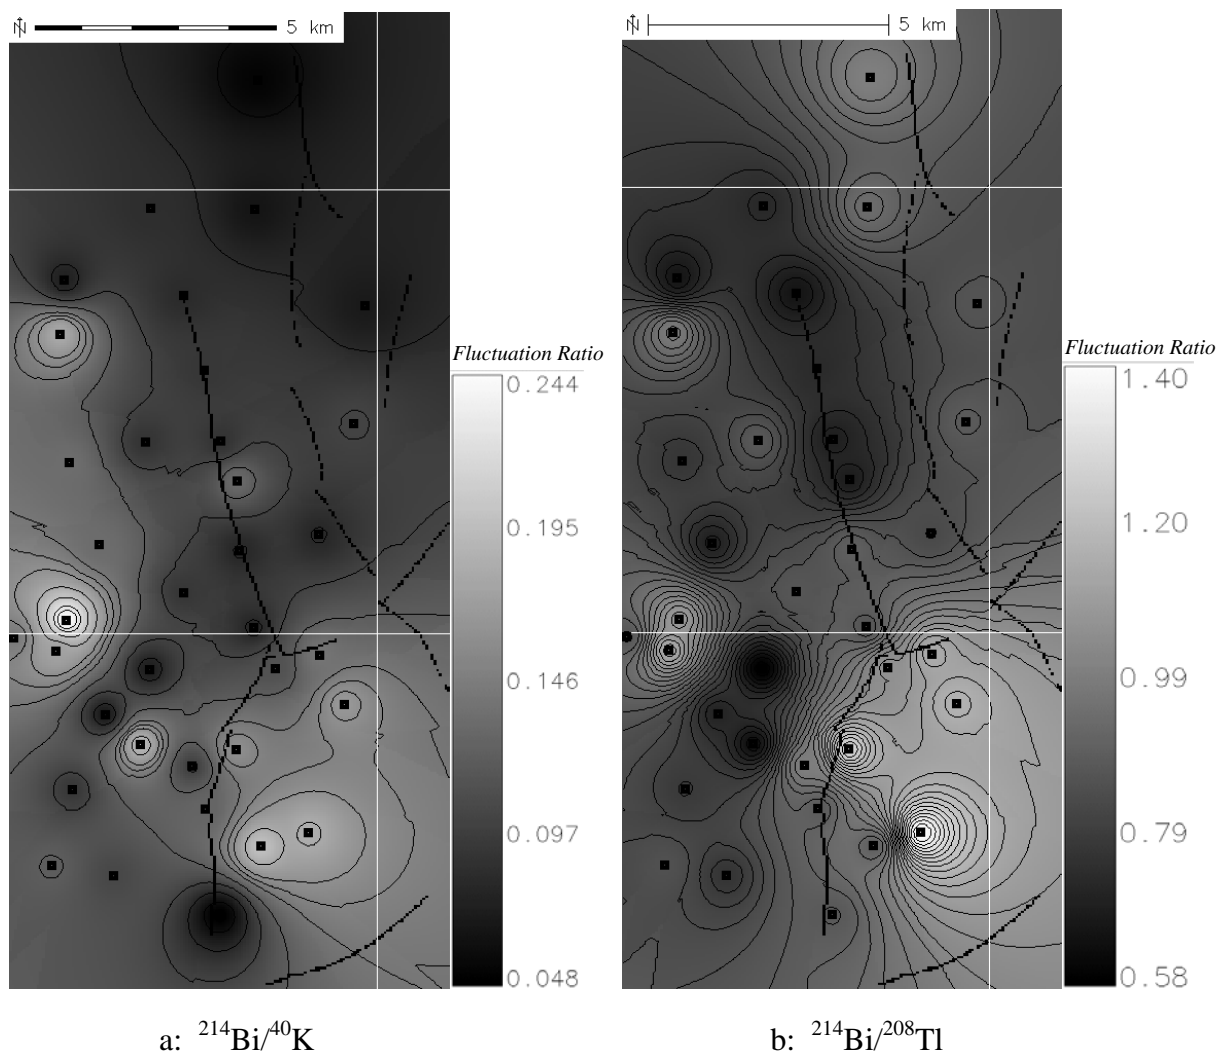 N 5 km
N 5 km
Fluctuation Ratio
0.244
0.195
0.146
0.097
0.048
Fluctuation Ratio
1.40
1.20
0.99
0.79
0.58
a: ²¹⁴Bi/⁴⁰K
b: ²¹⁴Bi/²⁰⁸Tl